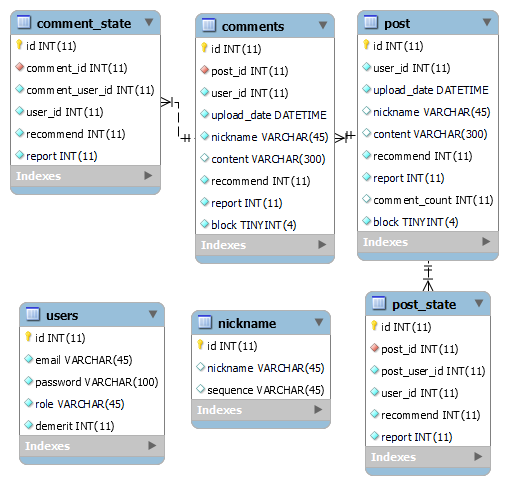 comment_state
id INT(11)
comment_id INT(11)
comment_user_id INT(11)
user_id INT(11)
recommend INT(11)
report INT(11)
Indexes
comments
id INT(11)
post_id INT(11)
user_id INT(11)
upload_date DATETIME
nickname VARCHAR(45)
content VARCHAR(300)
recommend INT(11)
report INT(11)
block TINYINT(4)
Indexes
post
id INT(11)
user_id INT(11)
upload_date DATETIME
nickname VARCHAR(45)
content VARCHAR(300)
recommend INT(11)
report INT(11)
comment_count INT(11)
block TINYINT(4)
Indexes
users
id INT(11)
email VARCHAR(45)
password VARCHAR(100)
role VARCHAR(45)
demerit INT(11)
Indexes
nickname
id INT(11)
nickname VARCHAR(45)
sequence VARCHAR(45)
Indexes
post_state
id INT(11)
post_id INT(11)
post_user_id INT(11)
user_id INT(11)
recommend INT(11)
report INT(11)
Indexes